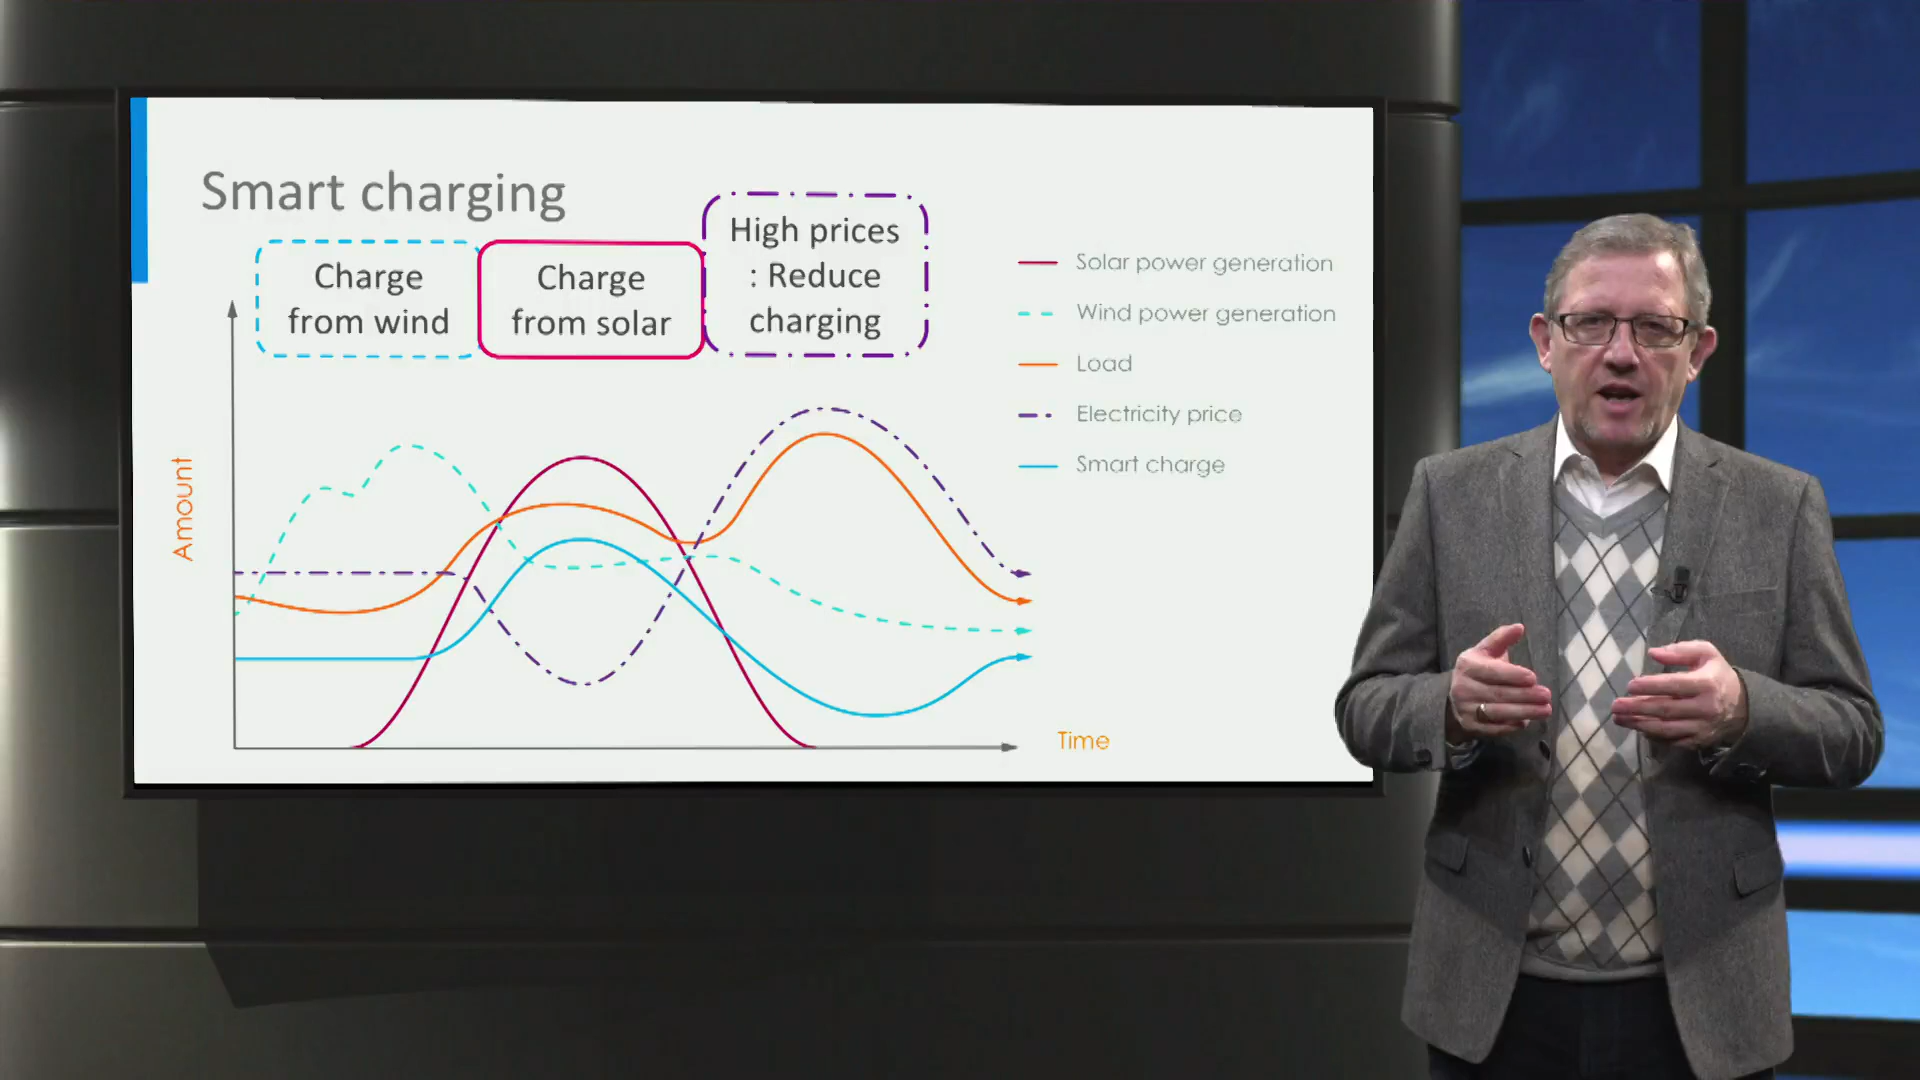 Smart charging
Charge
from wind
Charge
from solar
High prices
: Reduce
charging
Solar power generation
Wind power generation
Load
Electricity price
Smart charge
Amount
Time